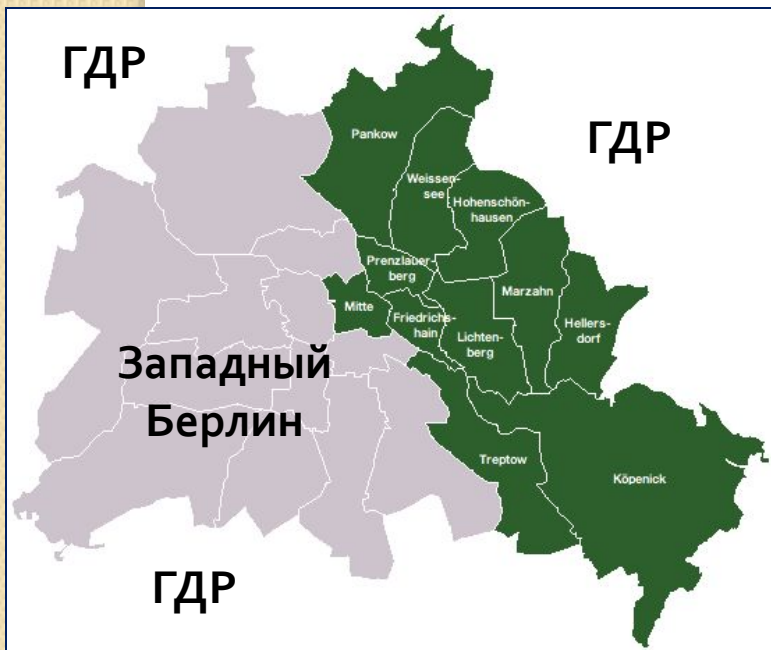 ГДР
ГДР
Pankow
Weissen-
see
Hohenschön-
hausen
Prenzlauer-
berg
Mitte
Friedrichs-
hain
Lichten-
berg
Marzahn
Hellers-
dorf
Западный
Берлин
Treptow
Köpenick
ГДР